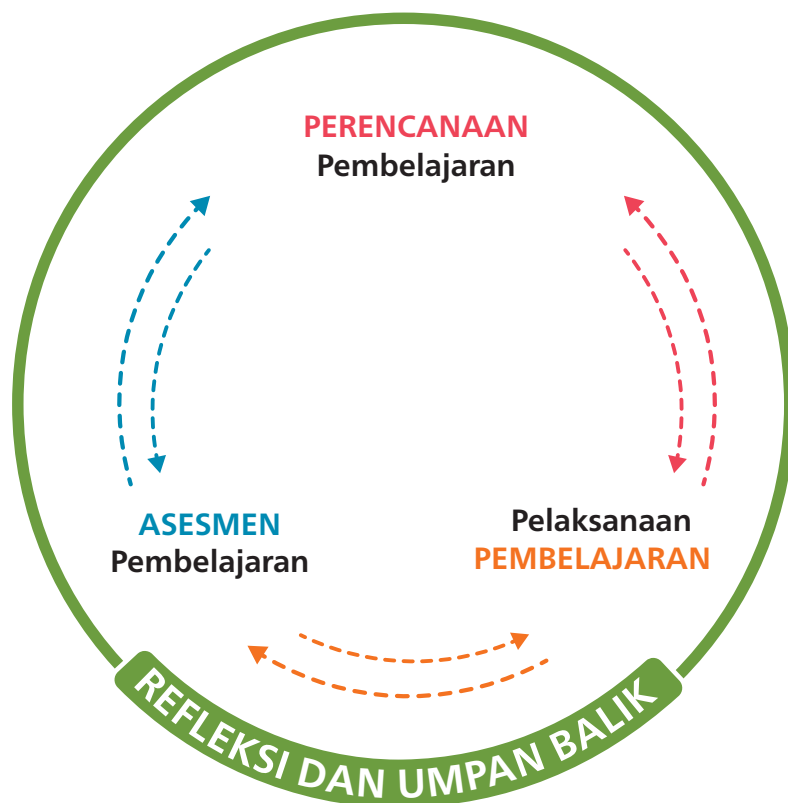 PERENCANAAN
Pembelajaran
ASESMEN
Pembelajaran
Pelaksanaan
PEMBELAJARAN
REFLEKSI DAN UMPAN BALIK